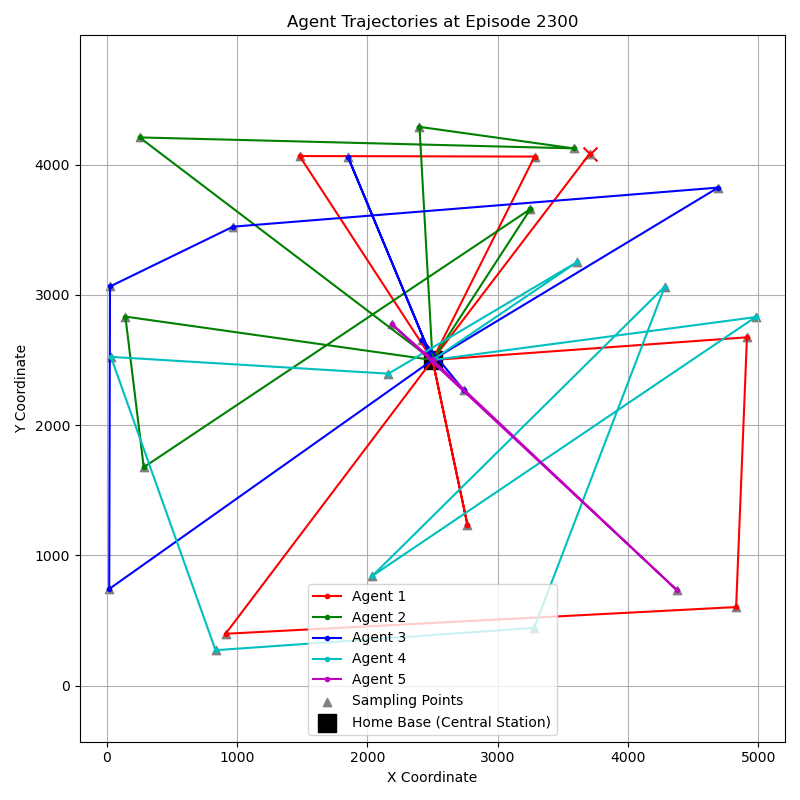 Agent Trajectories at Episode 2300
Y Coordinate
4000
3000
2000
1000
0
Agent 1
Agent 2
Agent 3
Agent 4
Agent 5
Sampling Points
Home Base (Central Station)
0 1000 2000 3000 4000 5000
X Coordinate